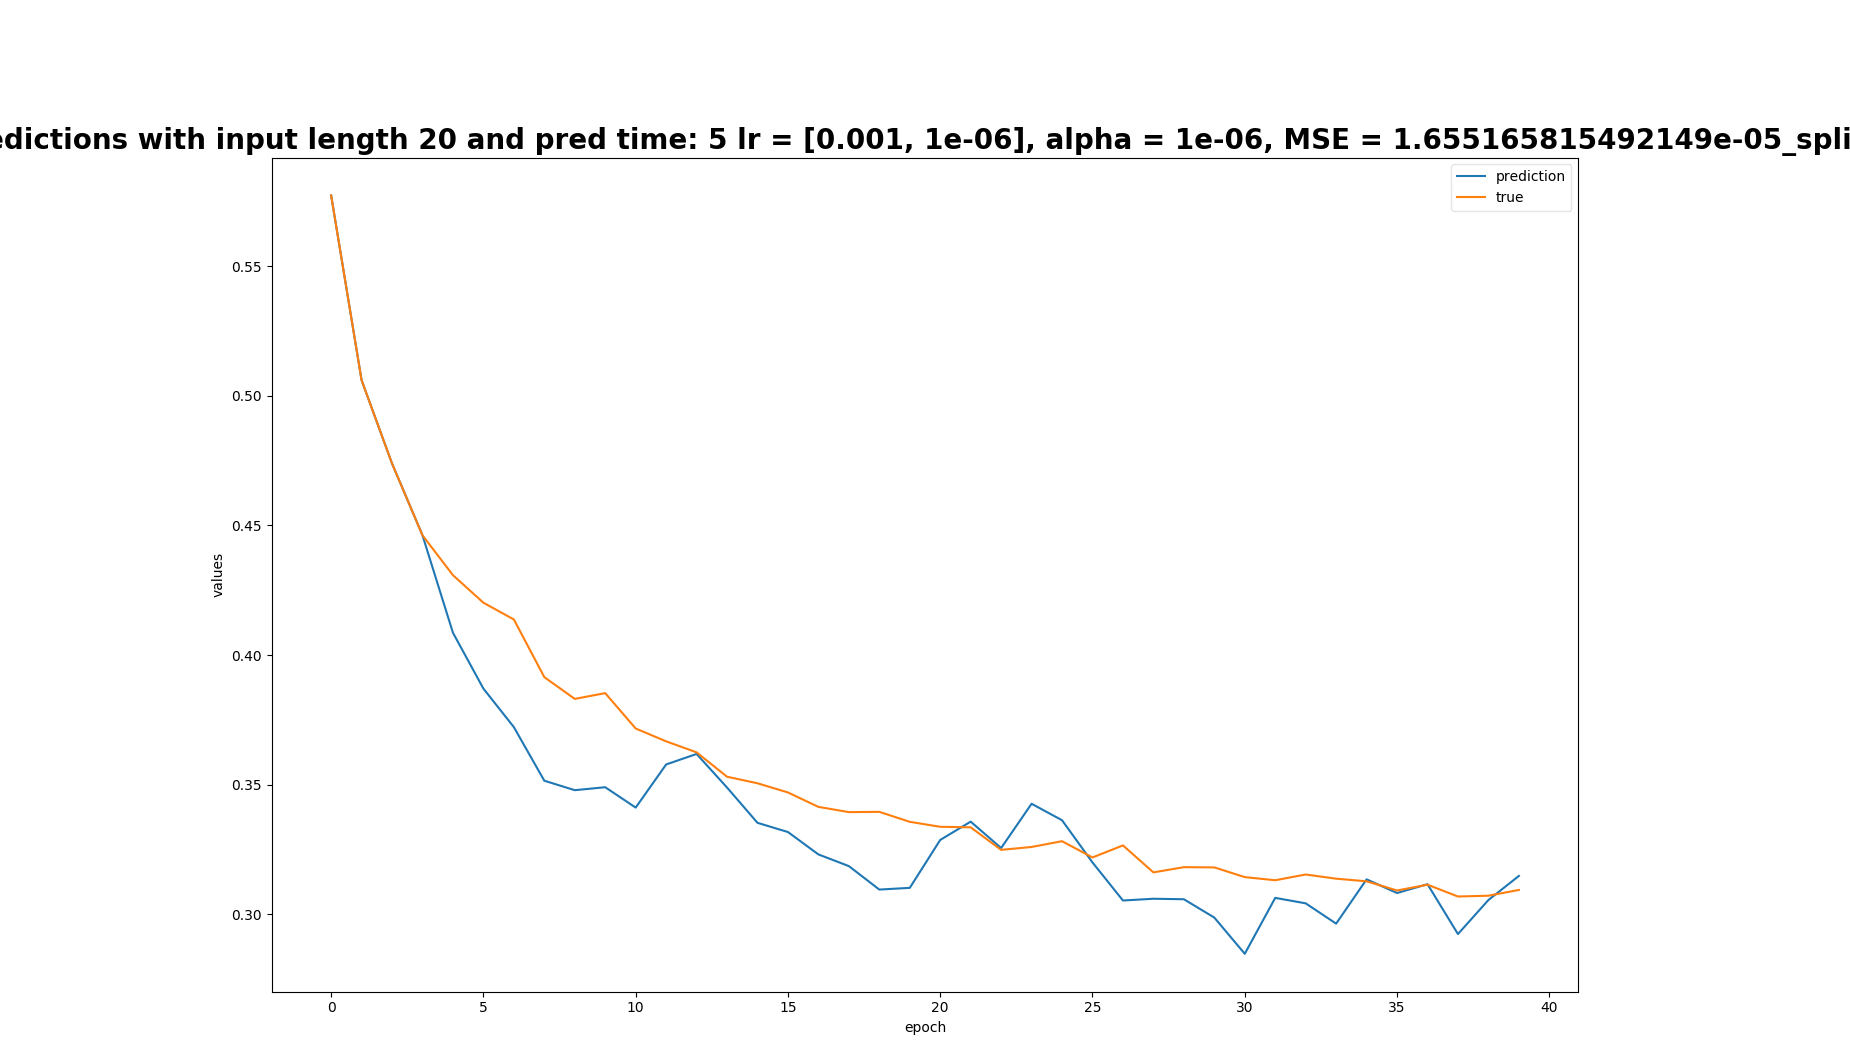 edictions with input length 20 and pred time: 5 lr = [0.001, 1e-06], alpha = 1e-06, MSE = 1.655165815492149e-05_spli
prediction
true
0.55
0.50
0.45
0.40
0.35
0.30
values
0 5 10 15 20 25 30 35 40
epoch